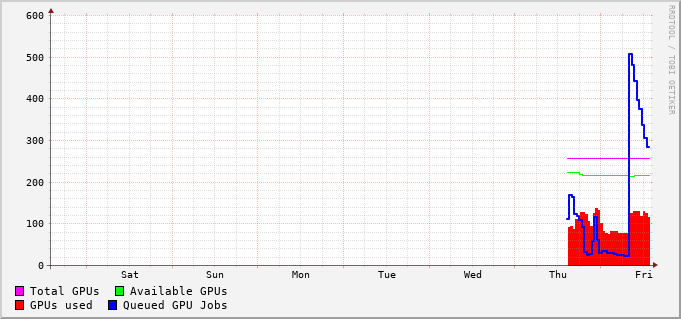 600
500
400
300
200
100
0
Sat Sun Mon Tue Wed Thu Fri
Total GPUs Available GPUs
GPUs used Queued GPU Jobs
RRDTOOL / TOBI OETIKER